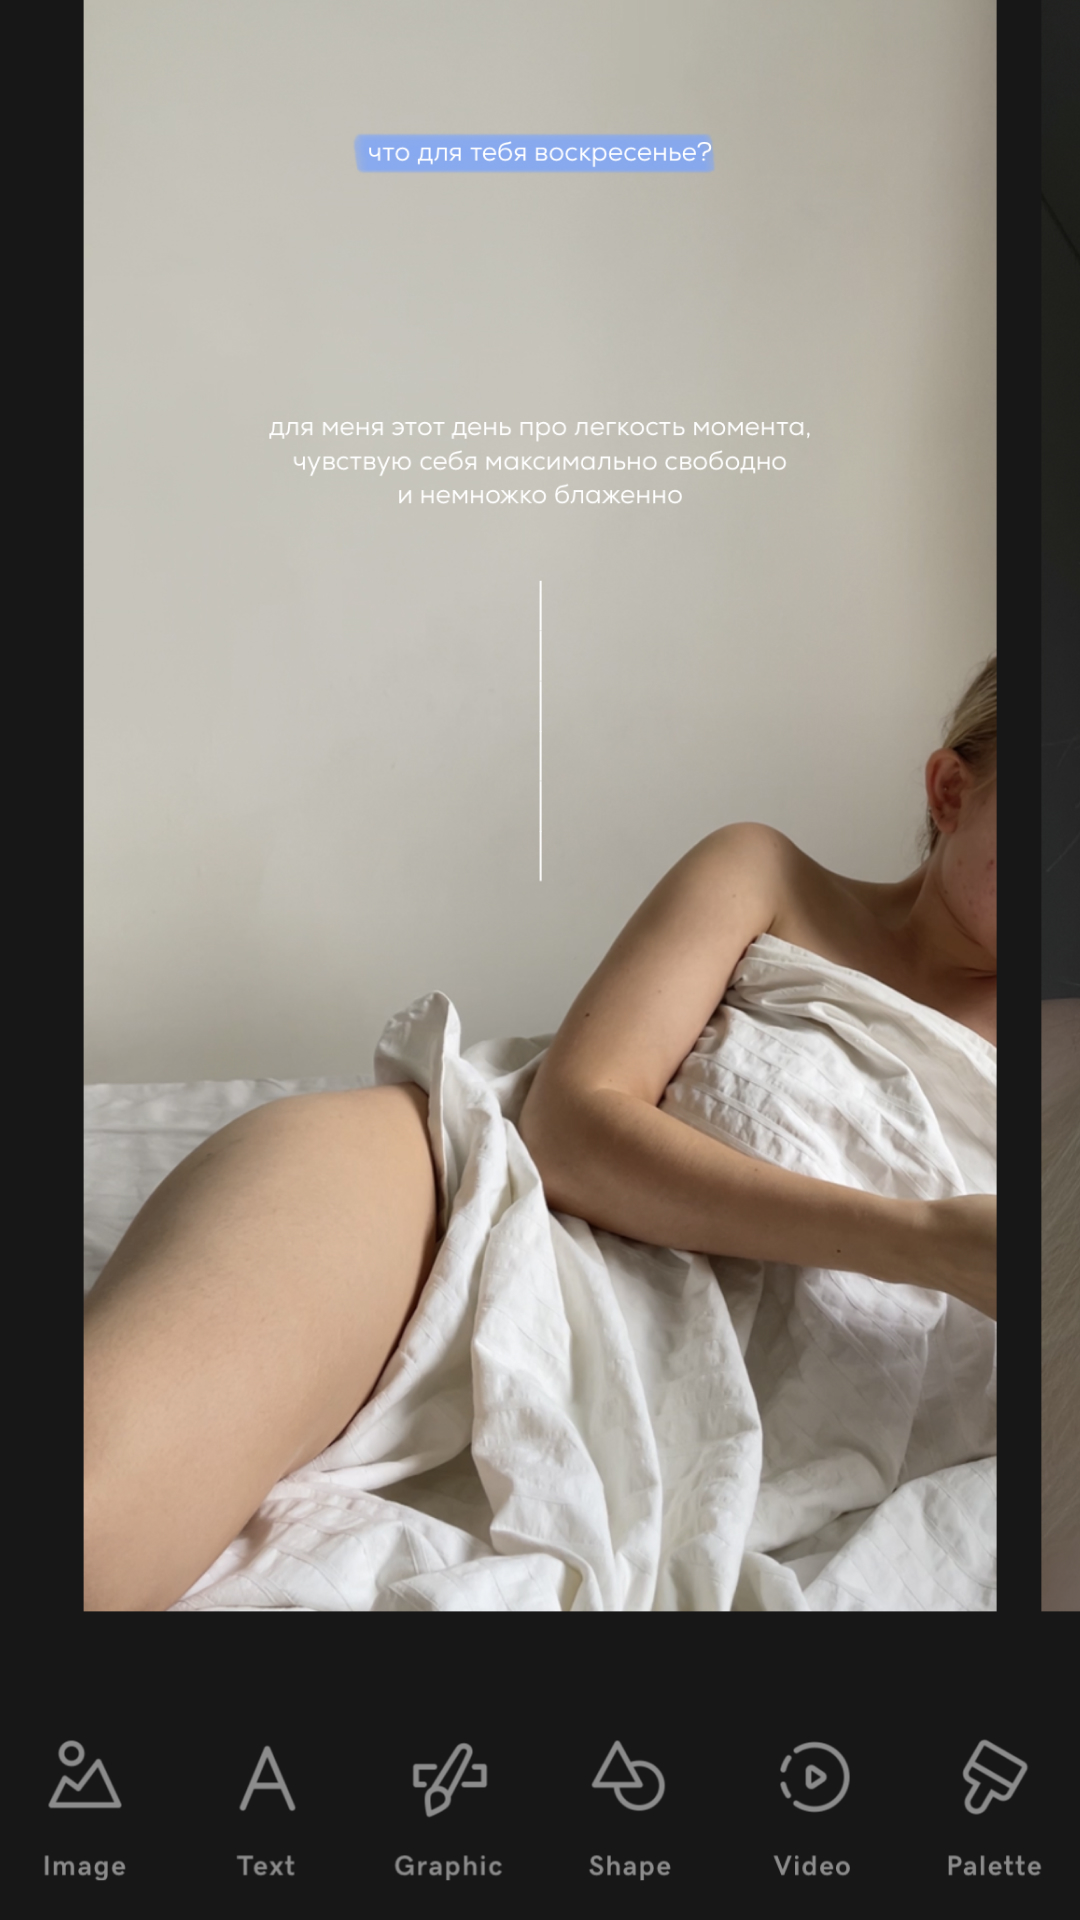 что для тебя воскресенье?
для меня этот день про легкость момента,
чувствую себя максимально свободно
и немножко блаженно
Image Text Graphic Shape Video Palette